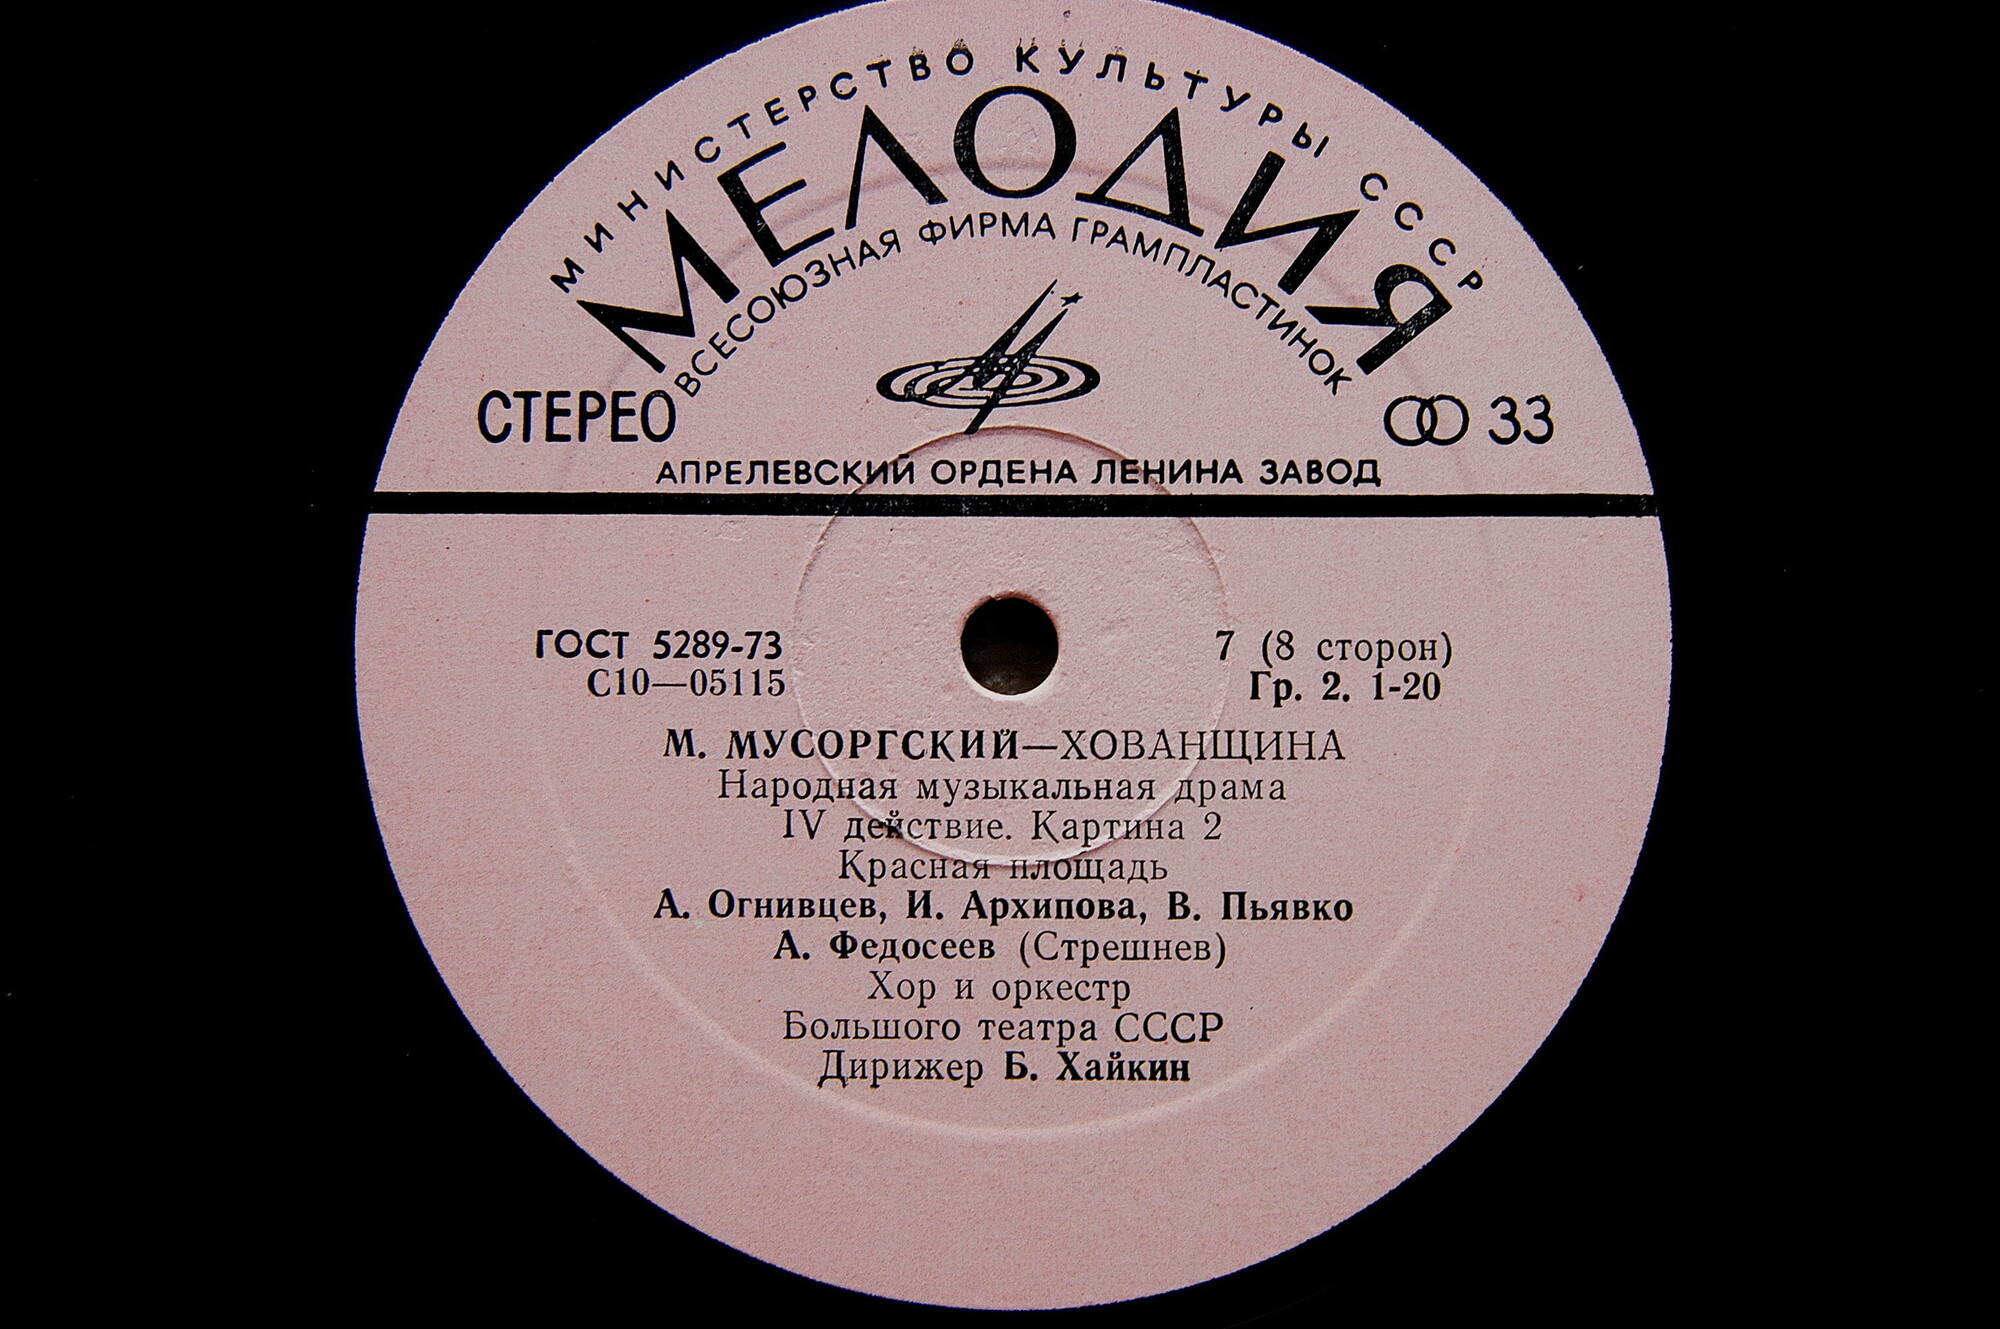 МИНИСТЕРСТВО КУЛЬТУРЫ СССР
МЕЛОДИЯ
ВСЕСОЮЗНАЯ ФИРМА ГРАМПЛАСТИНОК
СТЕРЕО
33
АПРЕЛЕВСКИЙ ОРДЕНА ЛЕНИНА ЗАВОД
ГОСТ 5289-73
С10—05115
7 (8 сторон)
Гр. 2. 1-20
М. МУСОРГСКИЙ—ХОВАНЩИНА
Народная музыкальная драма
IV действие. Картина 2
Красная площадь
А. Огнивцев, И. Архипова, В. Пьявко
А. Федосеев (Стрешнев)
Хор и оркестр
Большого театра СССР
Дирижер Б. Хайкин